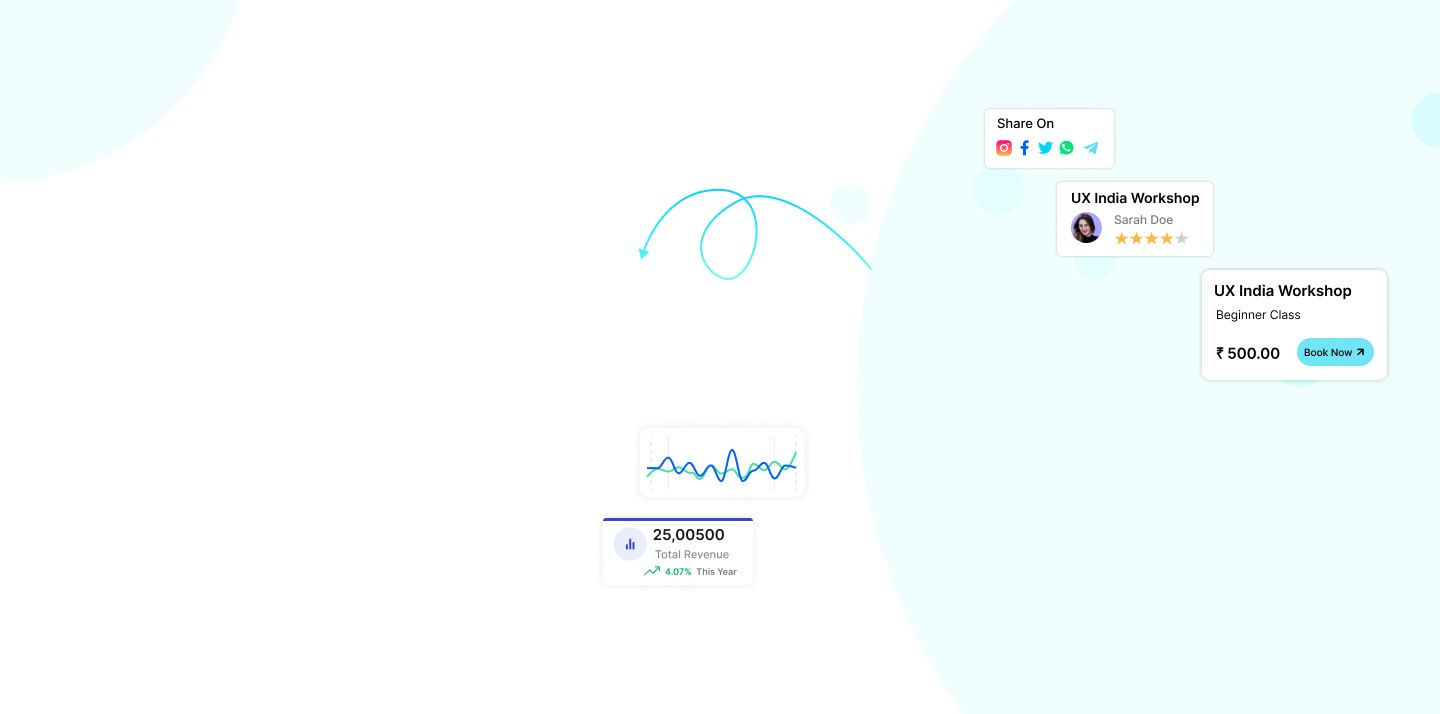 Share On
UX India Workshop
Sarah Doe
UX India Workshop
Beginner Class
₹ 500.00
Book Now
25,00500
Total Revenue
4.07% This Year